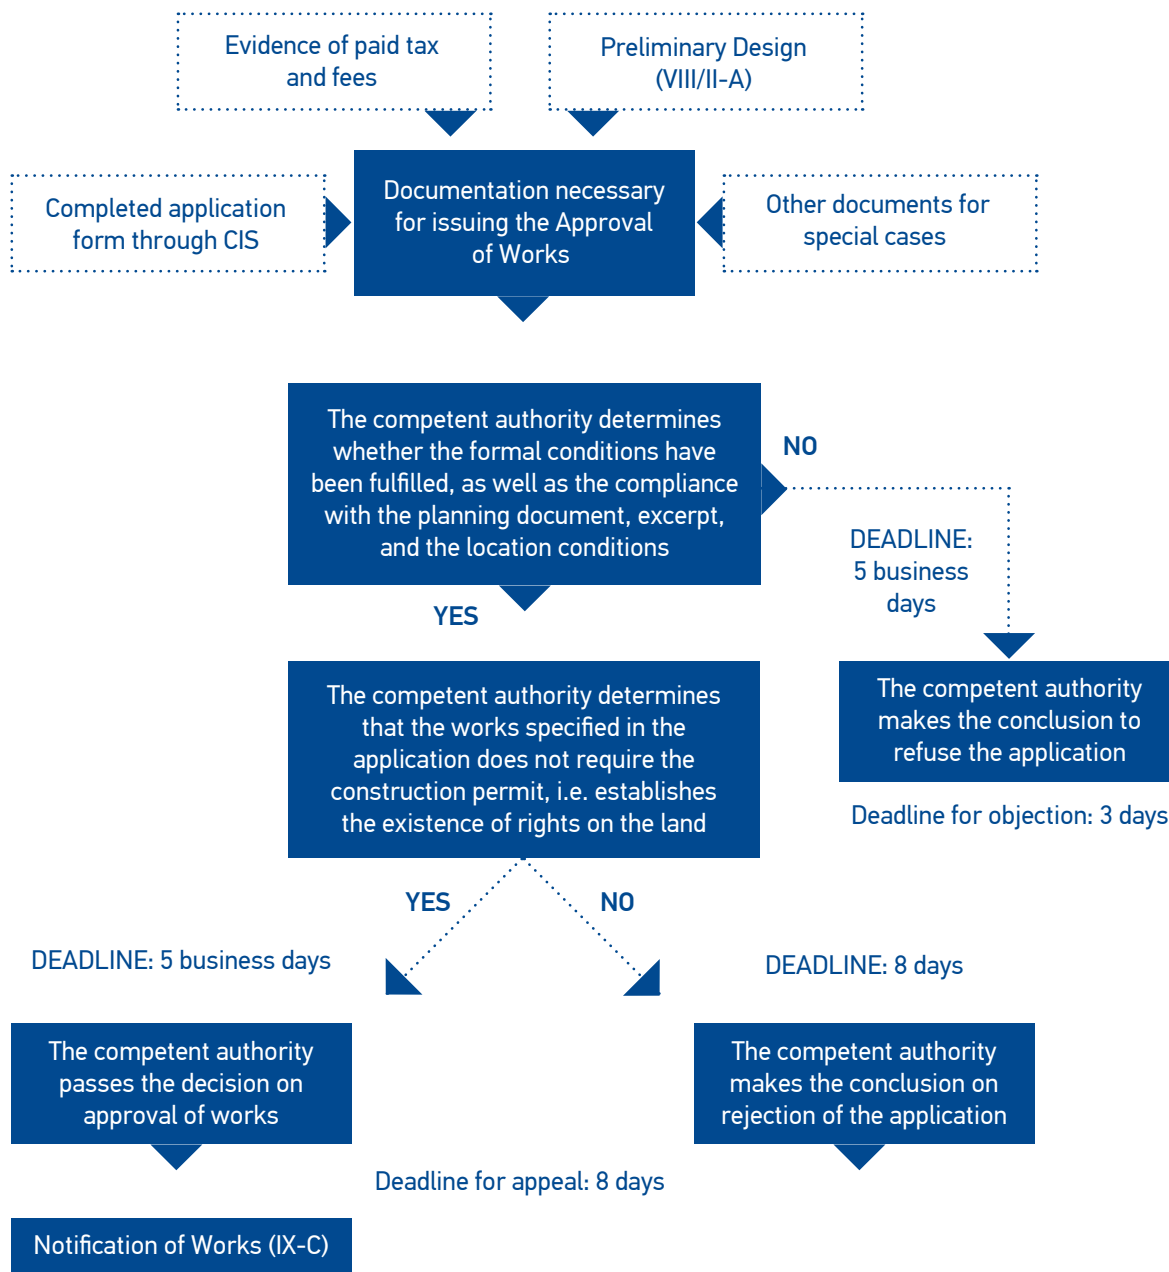 Evidence of paid tax
and fees
Preliminary Design
(VIII/II-A)
Completed application
form through CIS
Documentation necessary
for issuing the Approval
of Works
Other documents for
special cases
The competent authority determines
whether the formal conditions have
been fulfilled, as well as the compliance
with the planning document, excerpt,
and the location conditions
NO
DEADLINE:
5 business
days
YES
The competent authority determines
that the works specified in the
application does not require the
construction permit, i.e. establishes
the existence of rights on the land
The competent authority
makes the conclusion to
refuse the application
Deadline for objection: 3 days
YES
NO
DEADLINE: 5 business days
DEADLINE: 8 days
The competent authority
passes the decision on
approval of works
The competent authority
makes the conclusion on
rejection of the application
Deadline for appeal: 8 days
Notification of Works (IX-C)